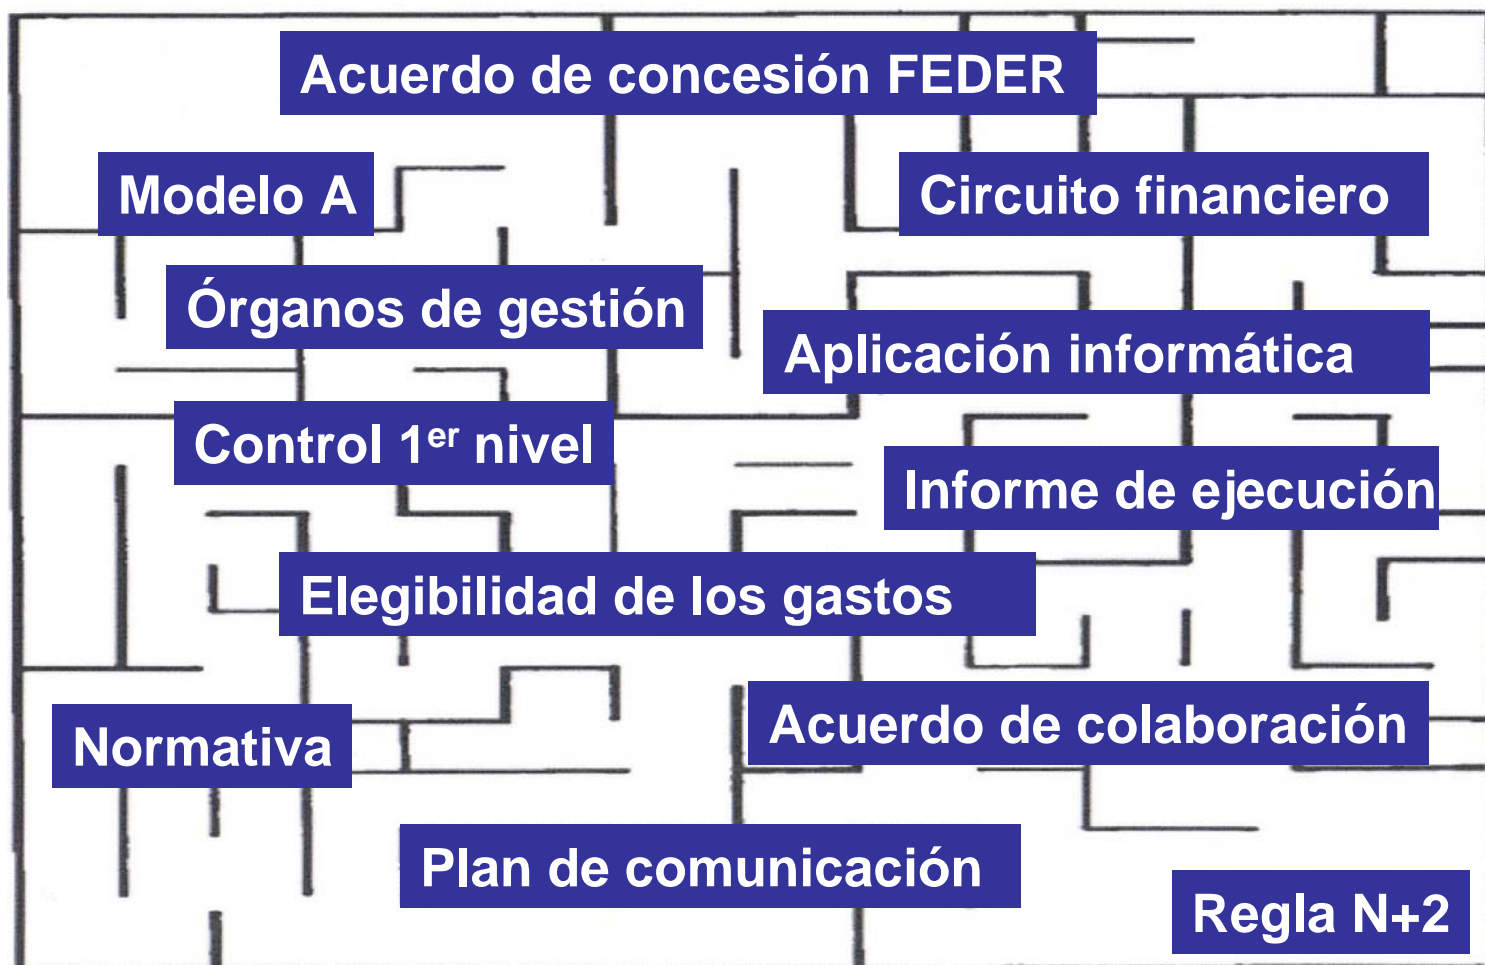 Acuerdo de concesión FEDER
Modelo A
Circuito financiero
Órganos de gestión
Aplicación informática
Control 1er nivel
Informe de ejecución
Elegibilidad de los gastos
Normativa
Acuerdo de colaboración
Plan de comunicación
Regla N+2